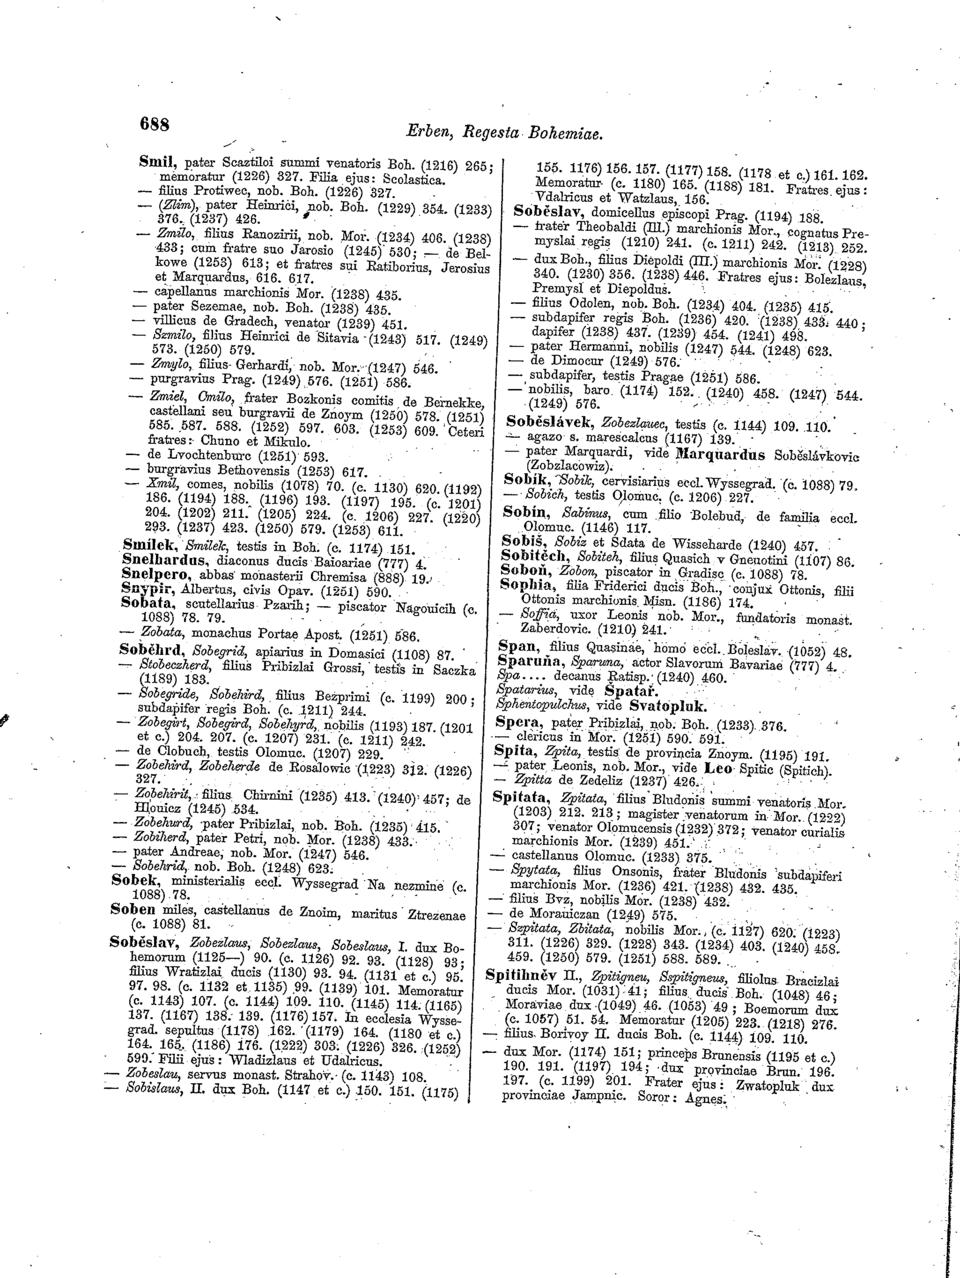 688
Erben, Regesta Bohemiae.
Smil, pater Scaztiloi summi venatoris Boh. (1216) 265;
memoratur (1226) 327. Filia ejus: Scolastica.
— filius Protiwec, nob. Boh. (1226) 327.
— (Zlim), pater Heinrici, nob. Boh. (1229) 354. (1233)
376. (1237) 426.
— Zmilo, filius Ranozirii, nob. Mor. (1234) 406. (1238)
433; cum fratre suo Jarosio (1245) 530; — de Bel-
kowe (1253) 613; et fratres sui Ratiborius, Jerosius
et Marquardus, 616. 617.
— capellanus marchionis Mor. (1238) 435.
— pater Sezemae, nob. Boh. (1238) 435.
— villicus de Gradech, venator (1239) 451.
— Szmilo, filius Heinrici de Sitavia (1243) 517. (1249)
573. (1250) 579.
— Zmylo, filius Gerhardi, nob. Mor. (1247) 546.
— purgravius Prag. (1249) 576. (1251) 586.
— Zmiel, Cmilo, frater Bozkonis comitis de Bernekke,
castellani seu burgravii de Znoym (1250) 578. (1251)
585. 587. 588. (1252) 597. 603. (1253) 609. Ceteri
fratres: Chuno et Mikulo.
— de Lvochtenburc (1251) 593.
— burgravius Bethovensis (1253) 617.
— Xmil, comes, nobilis (1078) 70. (c. 1130) 620. (1192)
186. (1194) 188. (1196) 193. (1197) 195. (c. 1201)
204. (1202) 211. (1205) 224. (c. 1206) 227. (1220)
293. (1237) 423. (1250) 579. (1253) 611.
Smilek, Smilek, testis in Boh. (c. 1174) 151.
Snelhardus, diaconus ducis Baioariae (777) 4.
Snelpero, abbas monasterii Chremisa (888) 19.
Snypir, Albertus, civis Opav. (1251) 590.
Sobata, scutellarius Pzarih; — piscator Nagouicih (c.
1088) 78. 79.
— Zobata, monachus Portae Apost. (1251) 586.
Soběhrd, Sobegrid, apiarius in Domasici (1108) 87.
— Stobeczherd, filius Pribizlai Grossi, testis in Saczka
(1189) 183.
— Sobegride, Sobehird, filius Bezprimi (c. 1199) 200;
subdapifer regis Boh. (c. 1211) 244.
— Zobegirt, Sobegird, Sobehyrd, nobilis (1193) 187. (1201
et c.) 204. 207. (c. 1207) 231. (c. 1211) 242.
— de Clobuch, testis Olomuc. (1207) 229.
— Zobehird, Zobeherde de Rosalowic (1223) 312. (1226)
327.
— Zobehirit, filius Chirnini (1235) 413. (1240) 457; de
Hlouicz (1245) 534.
— Zobehurd, pater Pribizlai, nob. Boh. (1235) 415.
— Zobiherd, pater Petri, nob. Mor. (1238) 433.
— pater Andreae, nob. Mor. (1247) 546.
— Sobehrid, nob. Boh. (1248) 623.
Sobek, ministerialis eccl. Wyssegrad Na nezmine (c.
1088) 78.
Soben miles, castellanus de Znoim, maritus Ztrezenae
(c. 1088) 81.
Soběslav, Zobezlaus, Sobezlaus, Sobeslaus, I. dux Bo-
hemorum (1125—) 90. (c. 1126) 92. 93. (1128) 93;
filius Wratizlai ducis (1130) 93. 94. (1131 et c.) 95.
97. 98. (c. 1132 et 1135) 99. (1139) 101. Memoratur
(c. 1143) 107. (c. 1144) 109. 110. (1145) 114. (1165)
137. (1167) 138. 139. (1176) 157. In ecclesia Wysse-
grad. sepultus (1178) 162. (1179) 164. (1180 et c.)
164. 165. (1186) 176. (1222) 303. (1226) 326. (1252)
599. Filii ejus: Wladizlaus et Udalricus.
— Zobeslau, servus monast. Strahov. (c. 1143) 108.
— Sobislaus, II. dux Boh. (1147 et c.) 150. 151. (1175)
155. 1176) 156. 157. (1177) 158. (1178 et c.) 161. 162.
Memoratur (c. 1180) 165. (1188) 181. Fratres ejus:
Vdalricus et Watzlaus, 156.
Soběslav, domicellus episcopi Prag. (1194) 188.
— frater Theobaldi (III.) marchionis Mor., cognatus Pre-
myslai regis (1210) 241. (c. 1211) 242. (1213) 252.
— dux Boh., filius Diepoldi (III.) marchionis Mor. (1228)
340. (1230) 356. (1238) 446. Fratres ejus: Bolezlaus,
Premysl et Diepoldus.
— filius Odolen, nob. Boh. (1234) 404. (1235) 415.
— subdapifer regis Boh. (1236) 420. (1238) 433. 440;
dapifer (1238) 437. (1239) 454. (1241) 498.
— pater Hermanni, nobilis (1247) 544. (1248) 623.
— de Dimocur (1249) 576.
— subdapifer, testis Pragae (1251) 586.
— nobilis, baro (1174) 152. (1240) 458. (1247) 544.
(1249) 576.
Soběslávek, Zobezlauec, testis (c. 1144) 109. 110.
— agazo s. marescalcus (1167) 139.
— pater Marquardi, vide Marquardus Soběslávkovic
(Zobzlacowiz).
Sobik, Sobik, cervisiarius eccl. Wyssegrad. (c. 1088) 79.
— Sobich, testis Olomuc. (c. 1206) 227.
Sobin, Sabinus, cum filio Bolebud, de familia eccl.
Olomuc. (1146) 117.
Sobiš, Sobiz et Sdata de Wisseharde (1240) 457.
Sobitěch, Sobiteh, filius Quasich v Gneuotini (1107) 86.
Soboň, Zobon, piscator in Gradisc (c. 1088) 78.
Sophia, filia Friderici ducis Boh., conjux Ottonis, filii
Ottonis marchionis Misn. (1186) 174.
— Soffia, uxor Leonis nob. Mor., fundatoris monast.
Zaberdovic. (1210) 241.
Span, filius Quasinae, homo eccl. Boleslav. (1052) 48.
Sparuňa, Sparuna, actor Slavorum Bavariae (777) 4.
Spa.... decanus Ratisp. (1240) 460.
Spatarius, vide Špatař.
Sphentopulchus, vide Svatopluk.
Spera, pater Pribizlai, nob. Boh. (1233) 376.
— clericus in Mor. (1251) 590. 591.
Spita, Zpita, testis de provincia Znoym. (1195) 191.
— pater Leonis, nob. Mor., vide Leo Spitic (Spitich).
— Zpitta de Zedeliz (1237) 426.
Spitata, Zpitata, filius Bludonis summi venatoris Mor.
(1203) 212. 213; magister venatorum in Mor. (1222)
307; venator Olomucensis (1232) 372; venator curialis
marchionis Mor. (1239) 451.
— castellanus Olomuc. (1233) 375.
— Spytata, filius Onsonis, frater Bludonis subdapiferi
marchionis Mor. (1236) 421. (1238) 432. 435.
— filius Bvz, nobilis Mor. (1238) 432.
— de Morauiczan (1249) 575.
— Szpitata, Zbitata, nobilis Mor. (c. 1127) 620. (1223)
311. (1226) 329. (1228) 343. (1234) 403. (1240) 458.
459. (1250) 579. (1251) 588. 589.
Spitihněv II., Zpitigneu, Sspitigneus, filiolus Bracizlai
ducis Mor. (1031) 41; filius ducis Boh. (1048) 46;
Moraviae dux (1049) 46. (1053) 49; Boemorum dux
(c. 1057) 51. 54. Memoratur (1205) 223. (1218) 276.
— filius Borivoy II. ducis Boh. (c. 1144) 109. 110.
— dux Mor. (1174) 151; princeps Brunensis (1195 et c.)
190. 191. (1197) 194; dux provinciae Brun. 196.
197. (c. 1199) 201. Frater ejus: Zwatopluk dux
provinciae Jampnic. Soror: Agnes.